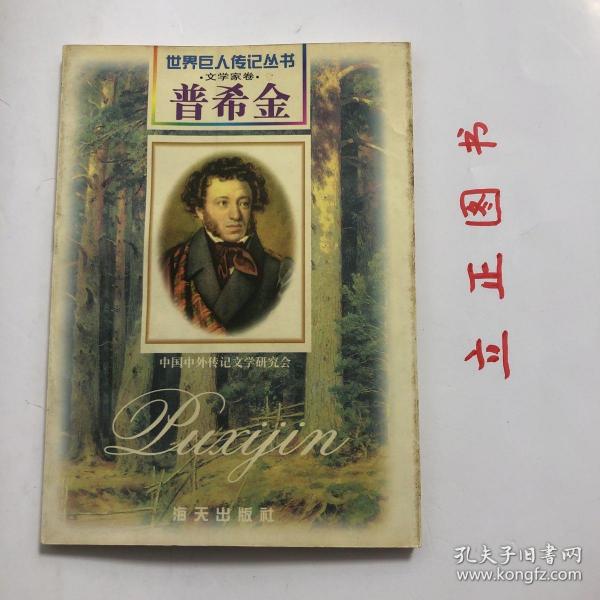 世界巨人传记丛书
·文学家卷·
普希金
中国中外传记文学研究会
Puxijin
海天出版社
立正图书
孔夫子旧书网
www.kongfz.com